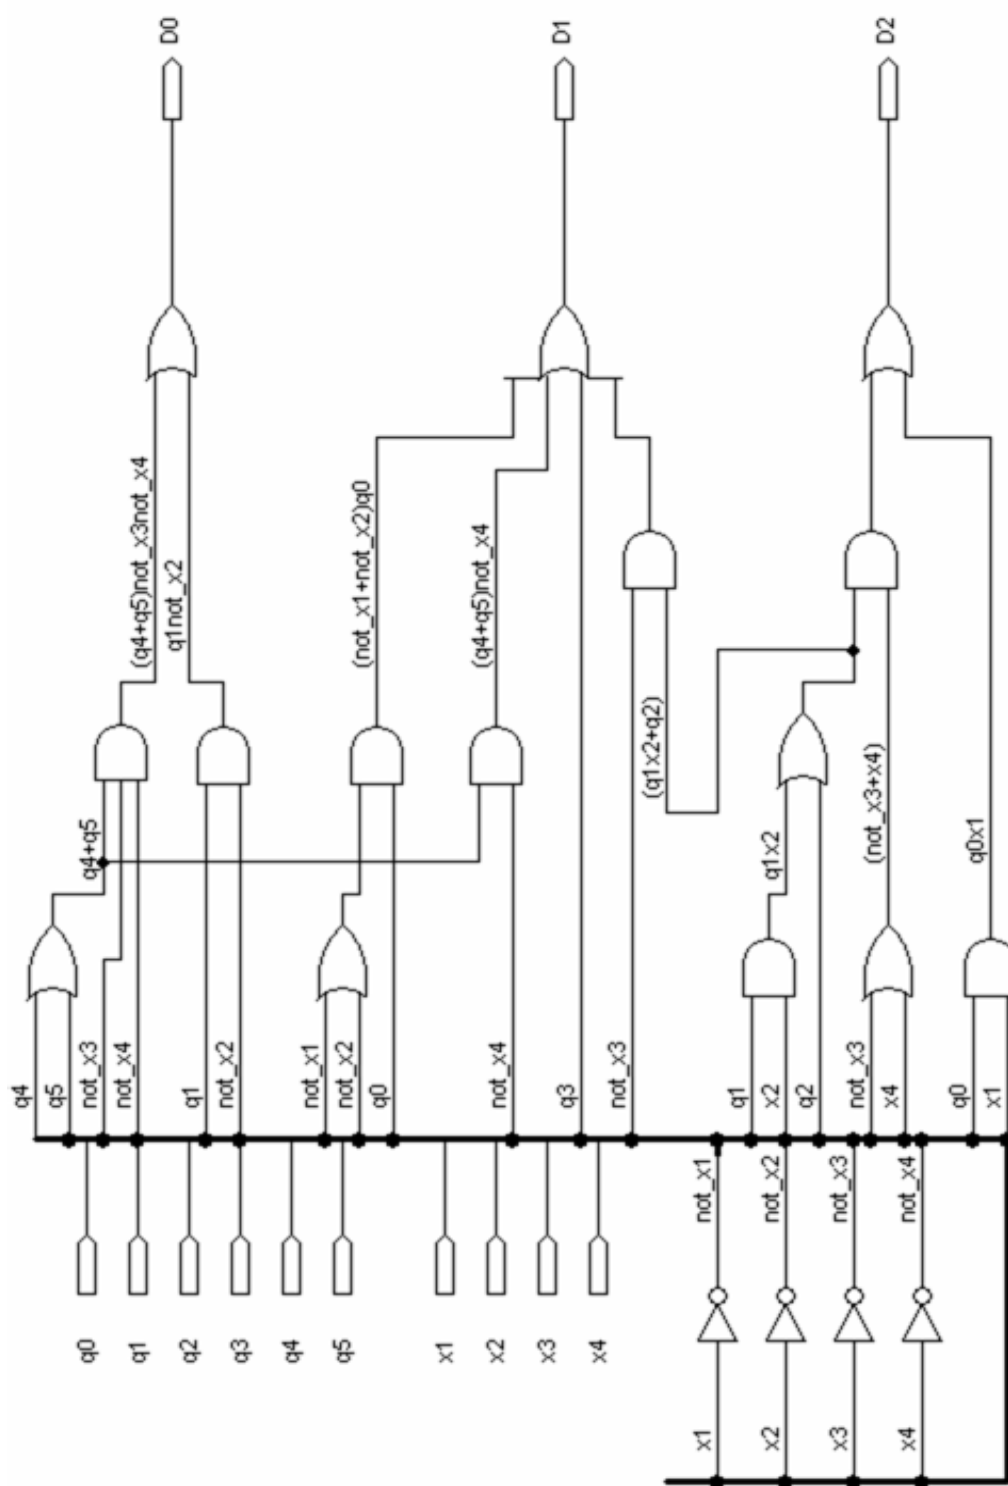 D0
D1
D2
(q4+q5)not_x3not_x4
q1not_x2
(not_x1+not_x2)q0
(q4+q5)not_x4
(q1x2+q2)
q4+q5
q1x2
(not_x3+x4)
q0x1
q4
q5
not_x3
not_x4
q1
not_x2
not_x1
not_x2
q0
not_x4
q3
not_x3
q1
x2
q2
not_x3
x4
q0
x1
not_x1
not_x2
not_x3
not_x4
q0
q1
q2
q3
q4
q5
x1
x2
x3
x4
x1
x2
x3
x4